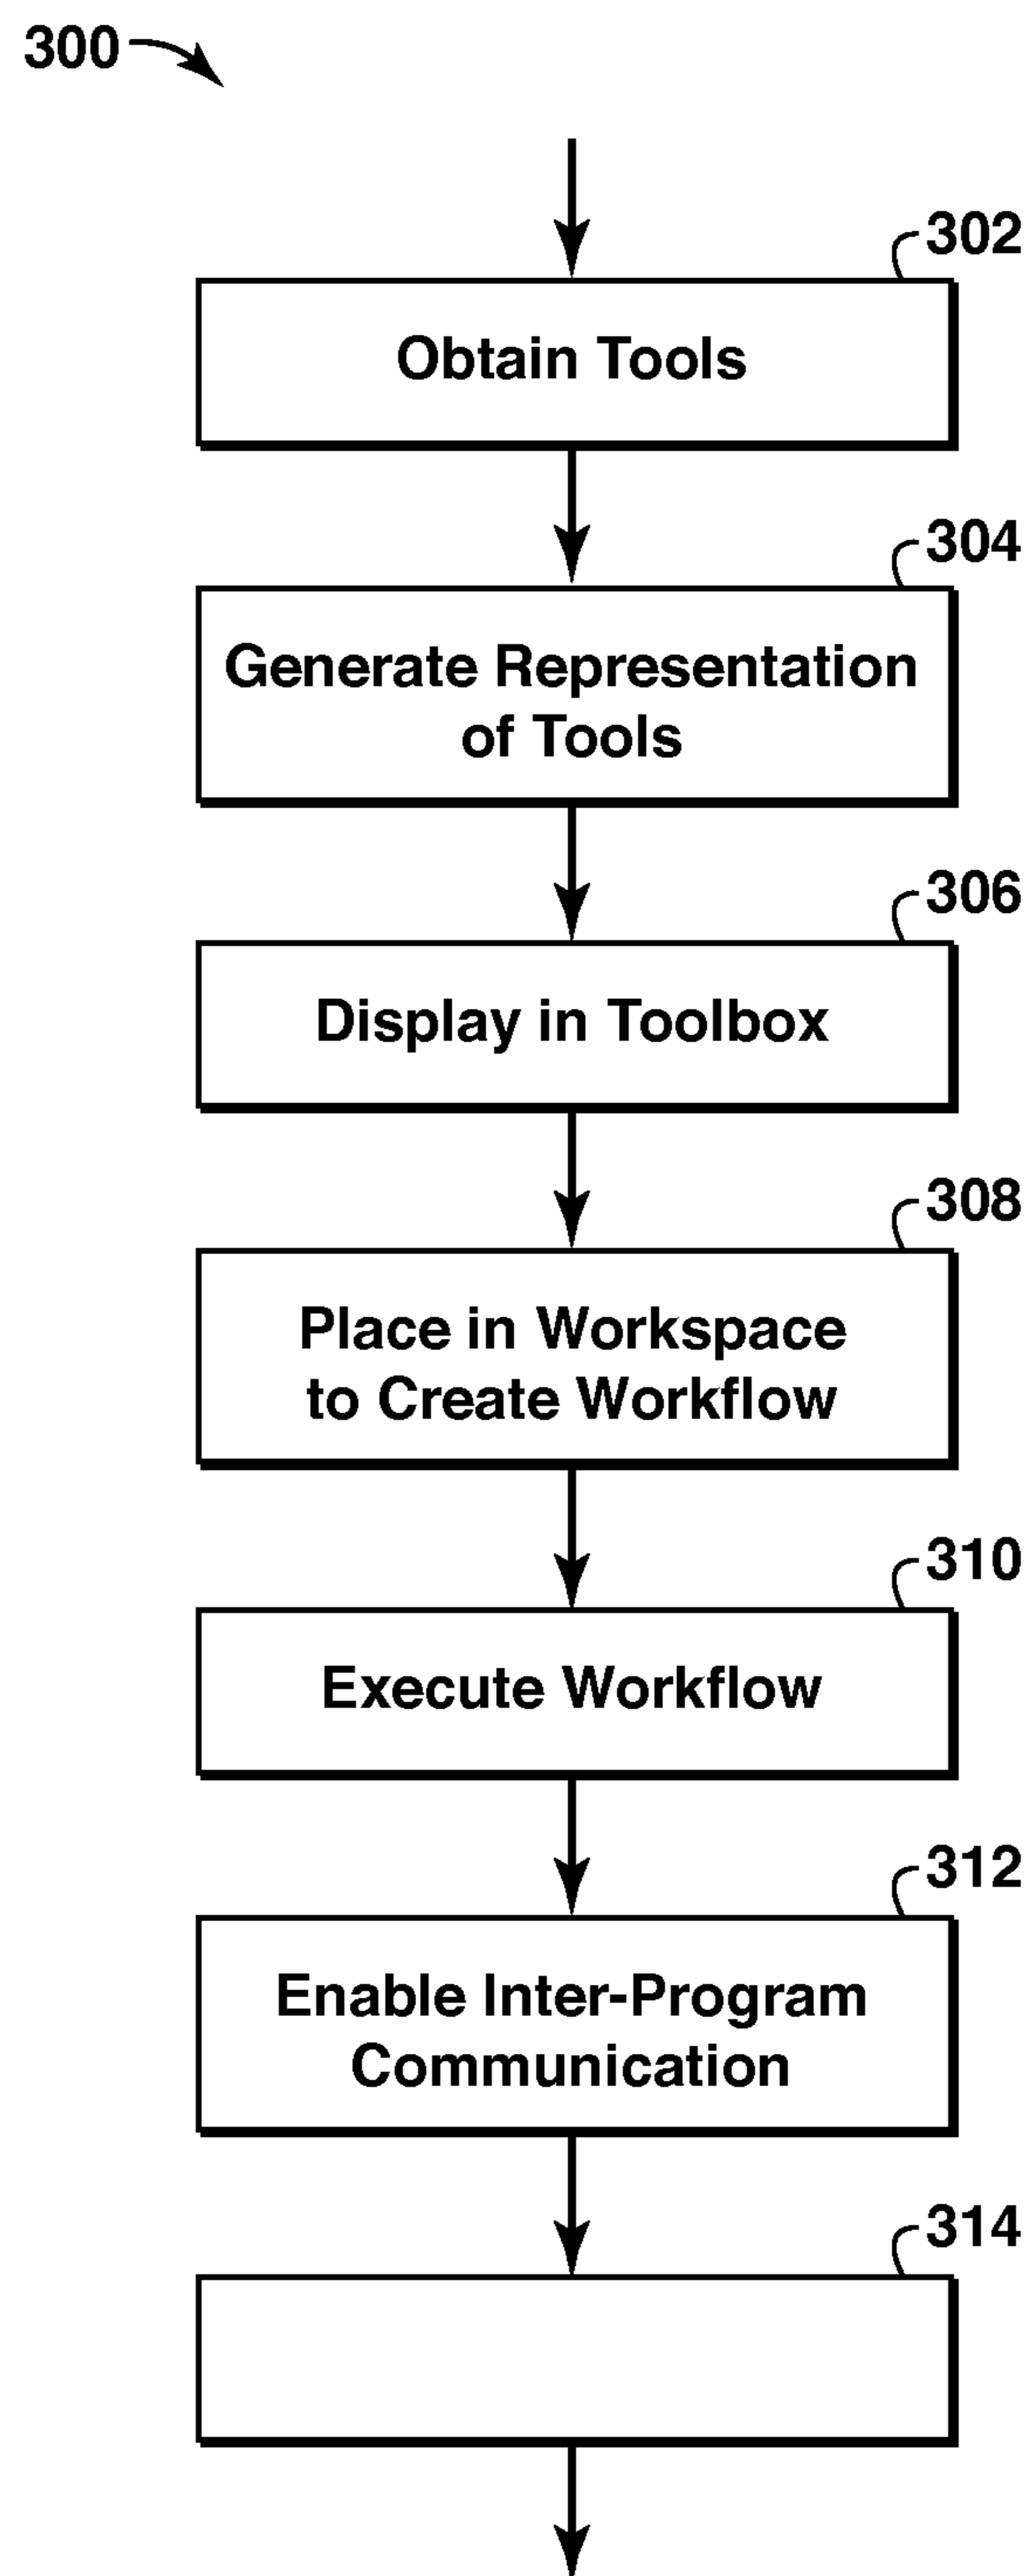 300
302
Obtain Tools
304
Generate Representation
of Tools
306
Display in Toolbox
308
Place in Workspace
to Create Workflow
310
Execute Workflow
312
Enable Inter-Program
Communication
314